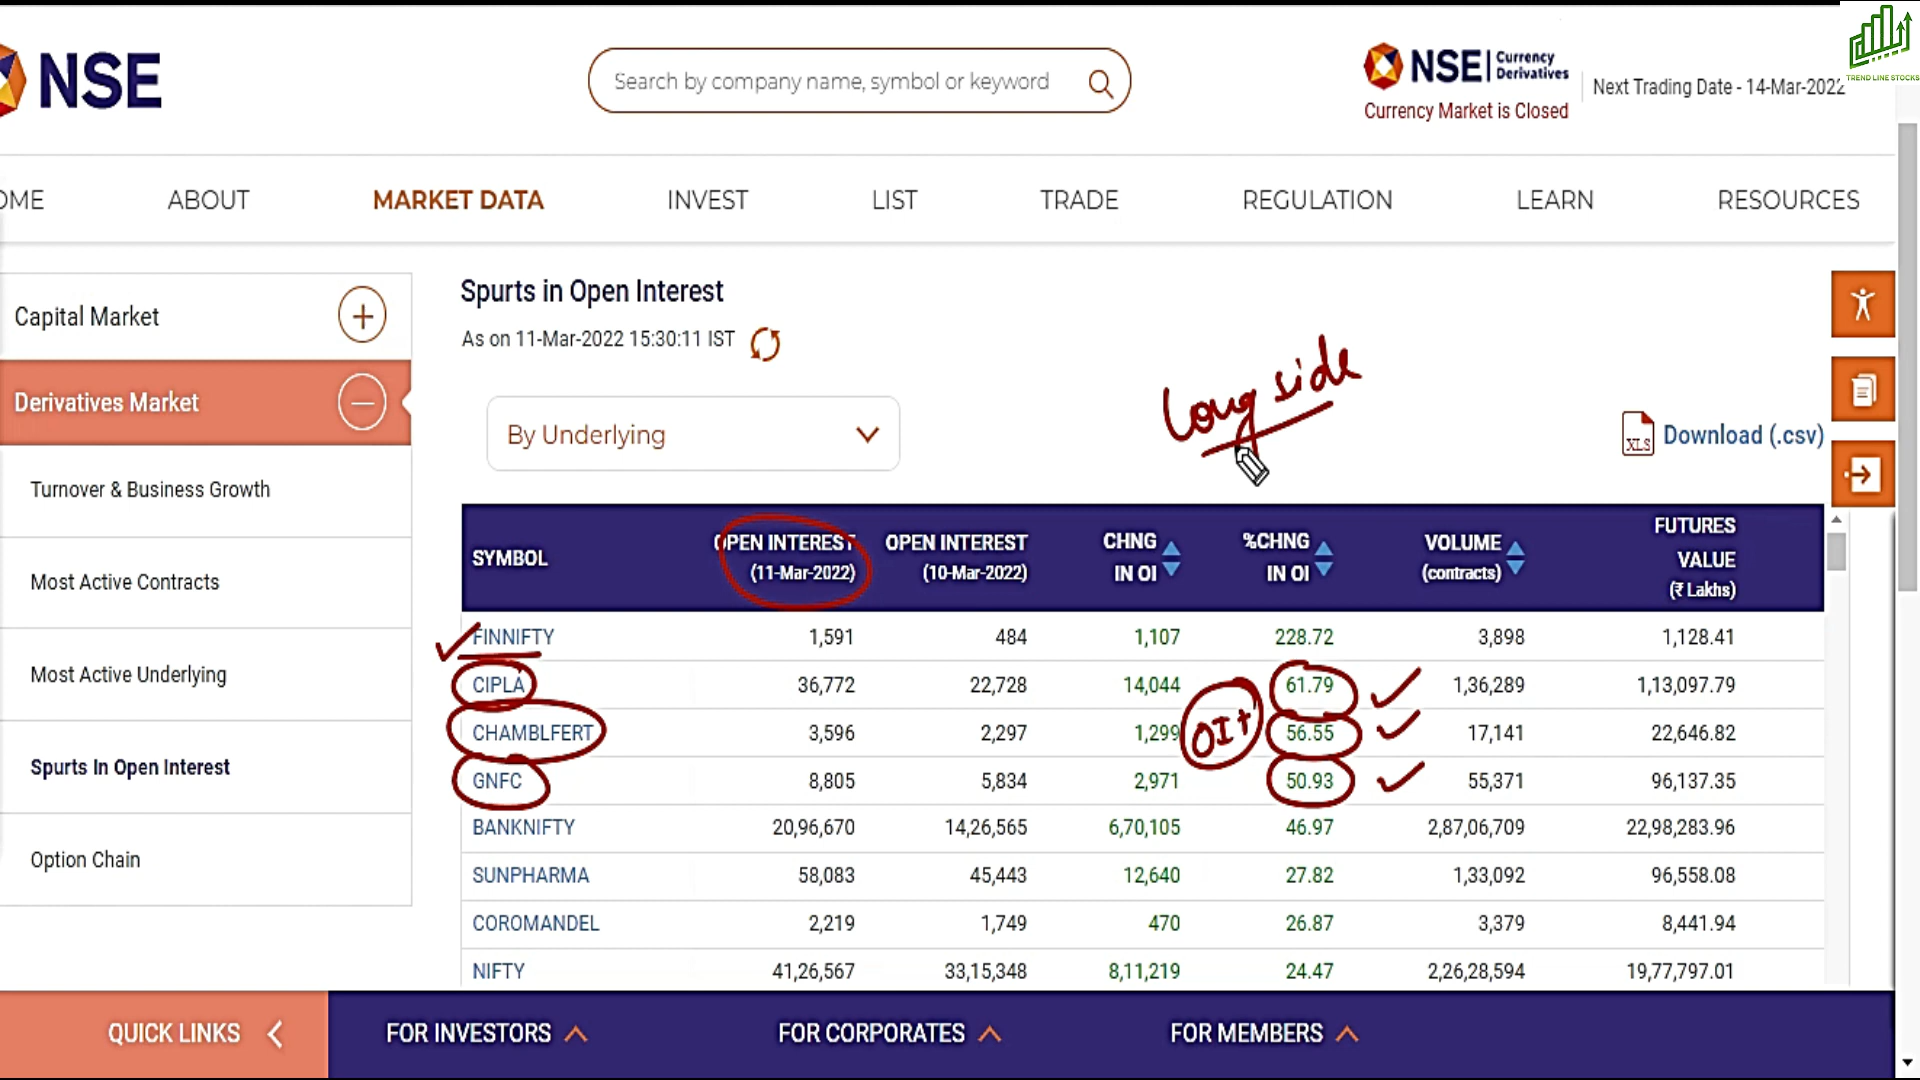 NSE
Search by company name, symbol or keyword
NSE Currency Derivatives
Currency Market is Closed
Next Trading Date - 14-Mar-2022
TREND LINE STOCKS
OME ABOUT MARKET DATA INVEST LIST TRADE REGULATION LEARN RESOURCES
Capital Market
Derivatives Market
Turnover & Business Growth
Most Active Contracts
Most Active Underlying
Spurts In Open Interest
Option Chain
Spurts in Open Interest
As on 11-Mar-2022 15:30:11 IST
By Underlying
Long side
XLS Download (.csv)
SYMBOL OPEN INTEREST (11-Mar-2022) OPEN INTEREST (10-Mar-2022) CHNG IN OI %CHNG IN OI VOLUME (contracts) FUTURES VALUE (₹ Lakhs)
FINNIFTY 1,591 484 1,107 228.72 3,898 1,128.41
CIPLA 36,772 22,728 14,044 61.79 1,36,289 1,13,097.79
OI+
CHAMBLFERT 3,596 2,297 1,299 56.55 17,141 22,646.82
GNFC 8,805 5,834 2,971 50.93 55,371 96,137.35
BANKNIFTY 20,96,670 14,26,565 6,70,105 46.97 2,87,06,709 22,98,283.96
SUNPHARMA 58,083 45,443 12,640 27.82 1,33,092 96,558.08
COROMANDEL 2,219 1,749 470 26.87 3,379 8,441.94
NIFTY 41,26,567 33,15,348 8,11,219 24.47 2,26,28,594 19,77,797.01
QUICK LINKS FOR INVESTORS FOR CORPORATES FOR MEMBERS